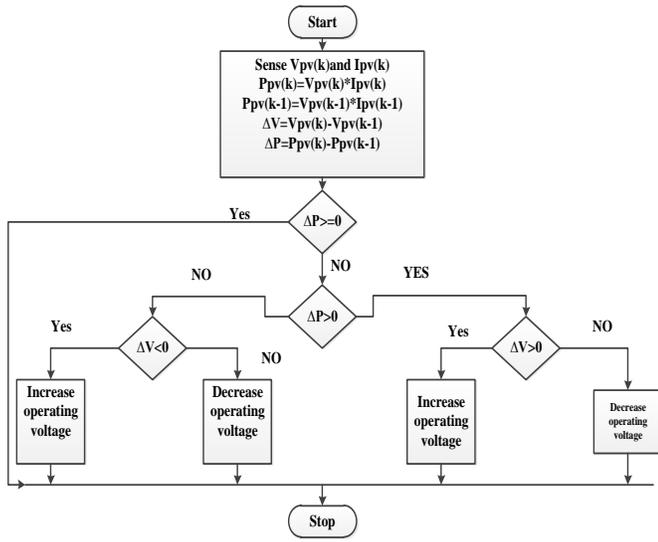 Start
Sense Vpv(k)and Ipv(k)
Ppv(k)=Vpv(k)*Ipv(k)
Ppv(k-1)=Vpv(k-1)*Ipv(k-1)
ΔV=Vpv(k)-Vpv(k-1)
ΔP=Ppv(k)-Ppv(k-1)
Yes
ΔP>=0
NO
NO
YES
ΔP>0
Yes
ΔV<0
NO
Yes
ΔV>0
NO
Increase
operating
voltage
Decrease
operating
voltage
Increase
operating
voltage
Decrease
operating
voltage
Stop